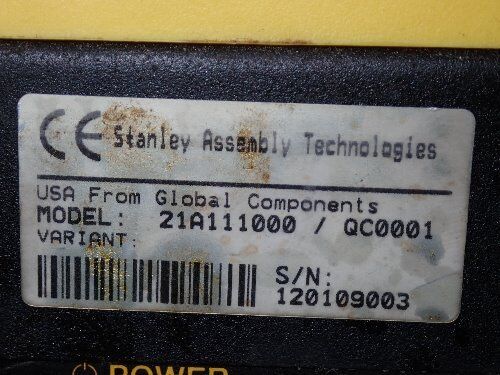 CE Stanley Assembly Technologies
USA From Global Components
MODEL: 21A111000 / QC0001
VARIANT:
S/N:
120109003
POWER